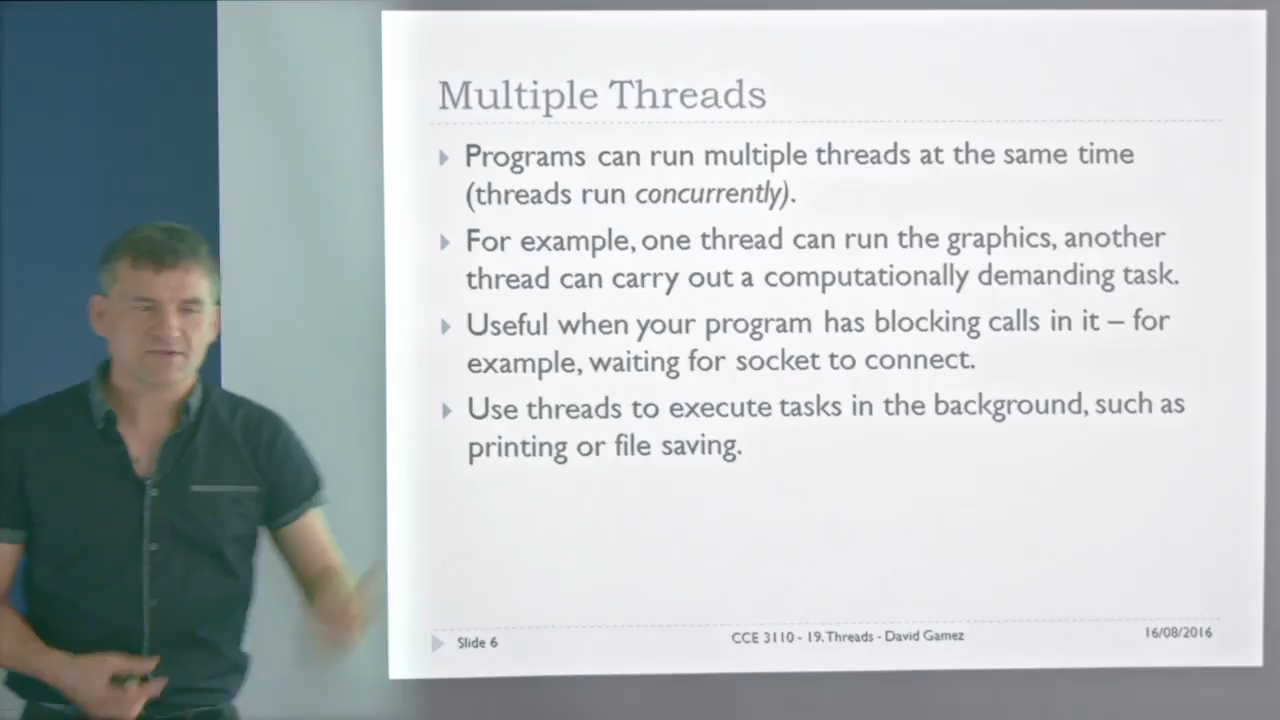 Multiple Threads
Programs can run multiple threads at the same time
(threads run concurrently).
For example, one thread can run the graphics, another
thread can carry out a computationally demanding task.
Useful when your program has blocking calls in it – for
example, waiting for socket to connect.
Use threads to execute tasks in the background, such as
printing or file saving.
Slide 6
CCE 3110 - 19.Threads - David Gamez
16/08/2016